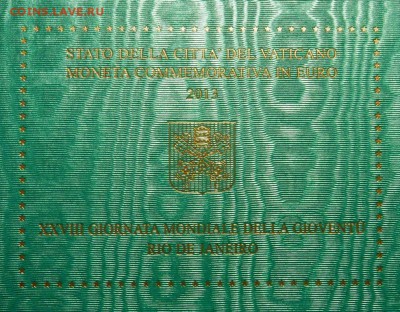 COINS.LAVE.RU
STATO DELLA CITTA' DEL VATICANO
MONETA COMMEMORATIVA IN EURO
2013
XXVIII GIORNATA MONDIALE DELLA GIOVENTÙ
RIO DE JANEIRO